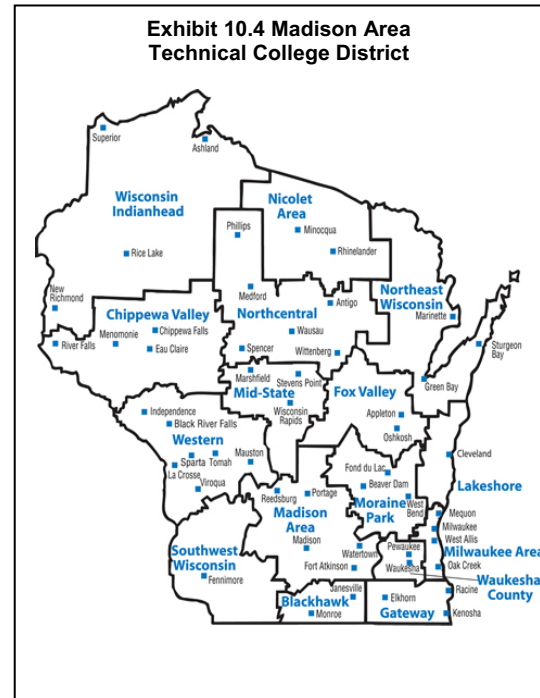 Exhibit 10.4 Madison Area
Technical College District
Superior
Ashland
Wisconsin
Indianhead
Nicolet
Area
Phillips
Minocqua
Rhinelander
Rice Lake
New
Richmond
Medford
Antigo
Northeast
Wisconsin
Marinette
Chippewa Valley
Northcentral
Chippewa Falls
Menomonie
Eau Claire
River Falls
Wausau
Spencer
Wittenberg
Sturgeon
Bay
Green Bay
Marshfield
Stevens Point
Mid-State
Wisconsin
Rapids
Fox Valley
Appleton
Oshkosh
Independence
Black River Falls
Western
Sparta
Tomah
Mauston
La Crosse
Viroqua
Cleveland
Lakeshore
Fond du Lac
Beaver Dam
Moraine
Park
West
Bend
Reedsburg
Portage
Madison
Area
Madison
Watertown
Fort Atkinson
Mequon
Milwaukee
West Allis
Milwaukee Area
Oak Creek
Pewaukee
Waukesha
Waukesha
County
Southwest
Wisconsin
Fennimore
Janesville
Blackhawk
Monroe
Elkhorn
Gateway
Racine
Kenosha